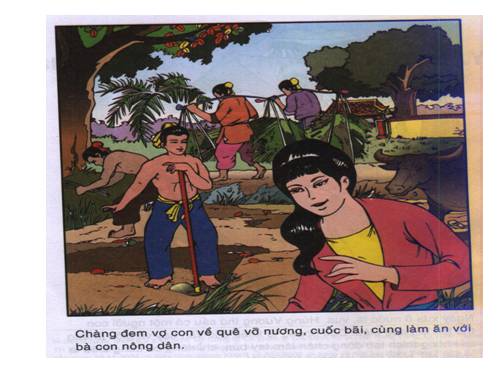 Chàng đem vợ con về quê vỡ nương, cuốc bãi, cùng làm ăn với
bà con nông dân.